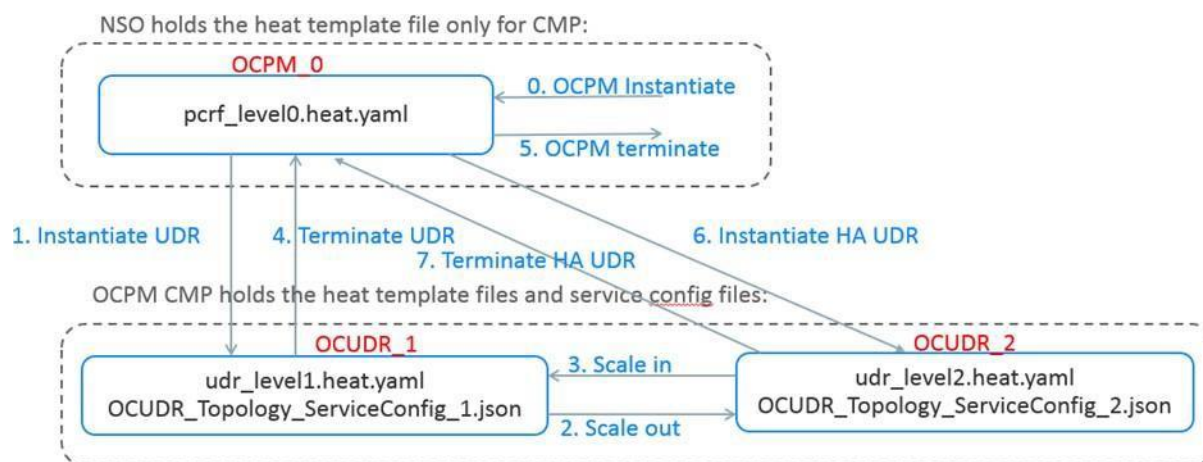 NSO holds the heat template file only for CMP:
OCPM_0
pcrf_level0.heat.yaml
0. OCPM Instantiate
5. OCPM terminate
1. Instantiate UDR
4. Terminate UDR
6. Instantiate HA UDR
7. Terminate HA UDR
OCPM CMP holds the heat template files and service config files:
OCUDR_1
OCUDR_2
udr_level1.heat.yaml
OCUDR_Topology_ServiceConfig_1.json
3. Scale in
2. Scale out
udr_level2.heat.yaml
OCUDR_Topology_ServiceConfig_2.json